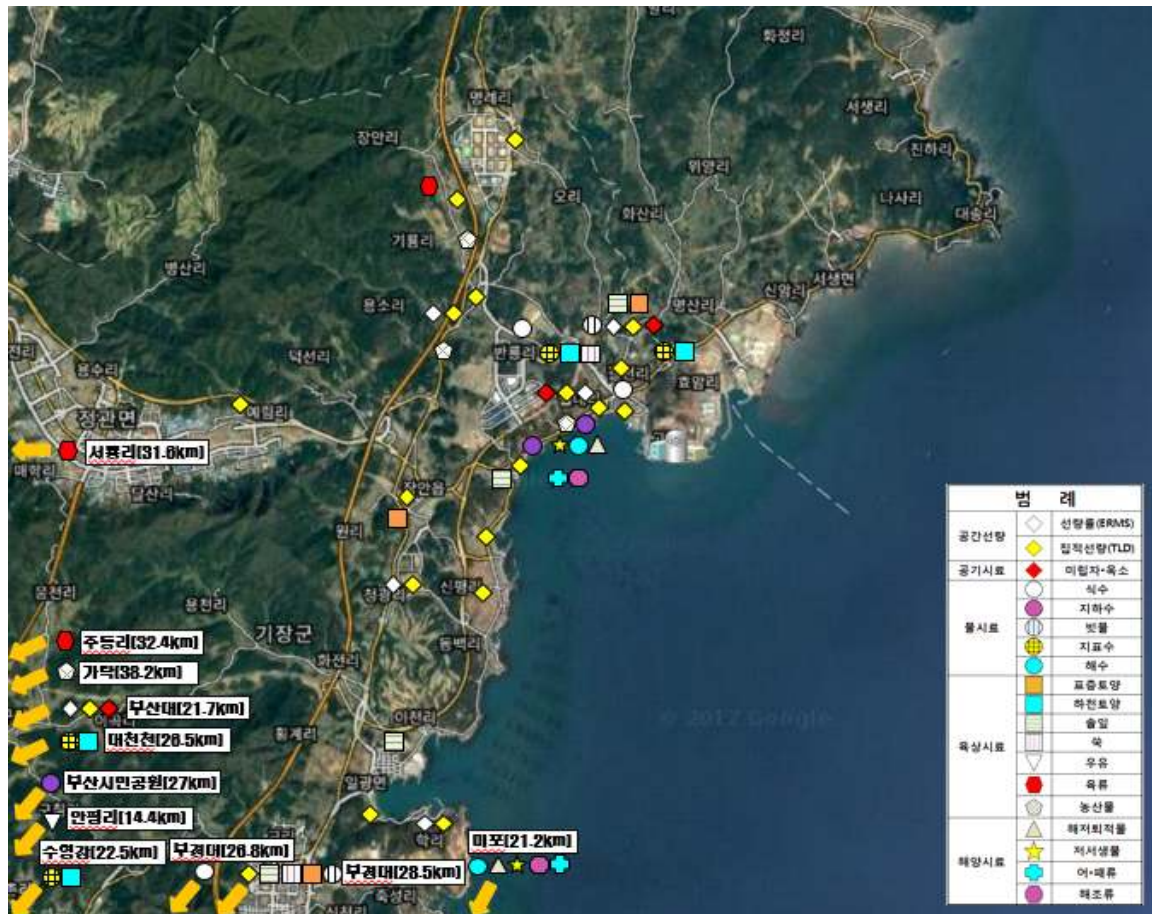 화정리
명례리
서생리
장안리
진하리
위양리
오리
나사리
화산리
대송리
기룡리
병산리
서생면
신암리
용소리
명산리
반룡리
덕선리
용수리
효암리
정관면
예림리
서룡리(31.6km)
매학리
달산리
장안읍
원리
범 례
공간선량
선량률(ERMS)
집적선량(TLD)
공기시료
미립자·옥소
물시료
식수
지하수
빗물
지표수
해수
육상시료
표층토양
하천토양
솔잎
쑥
우유
육류
농산물
해양시료
해저퇴적물
저서생물
어·패류
해조류
청광리
신평리
용천리
기장군
동백리
주등리(32.4km)
화전리
가락(38.2km)
부산대(21.7km)
이천리
2017 Google
대천천(26.5km)
횡계리
일광면
부산시민공원(27km)
안평리(14.4km)
학리
미포(21.2km)
수영강(22.5km)
부경대(26.8km)
부경대(28.5km)
죽성리